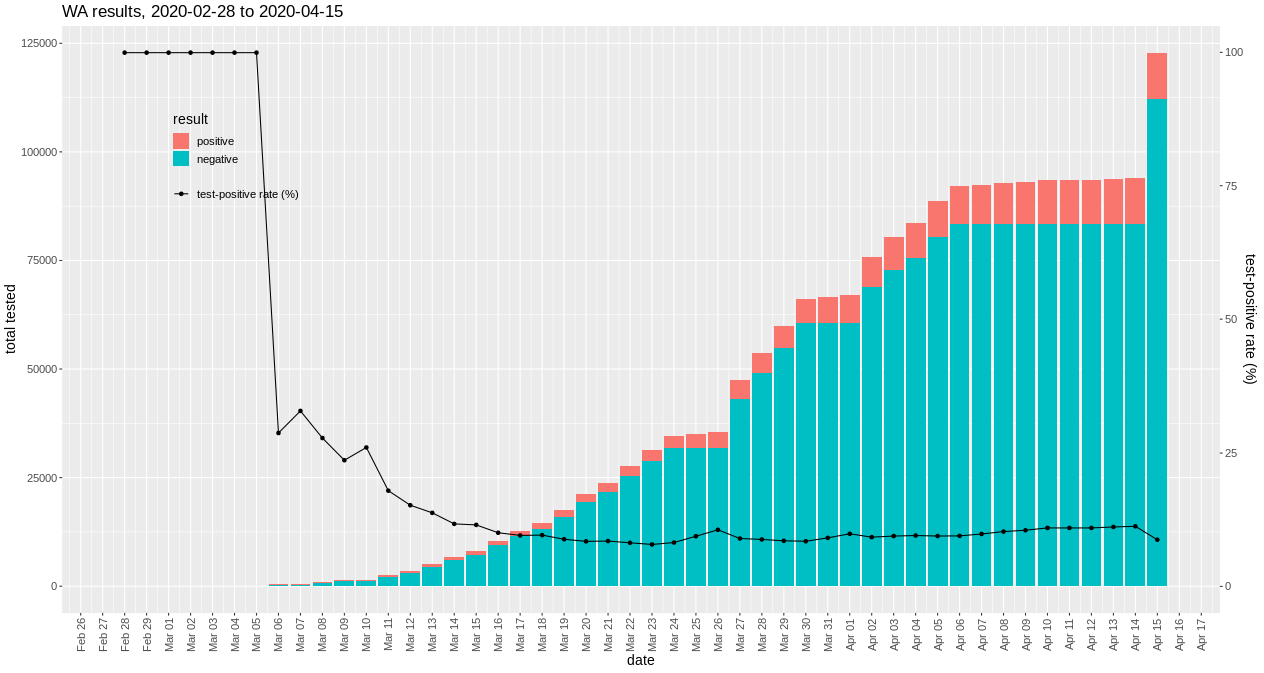 WA results, 2020-02-28 to 2020-04-15
125000
100000
75000
50000
25000
0
total tested
result
positive
negative
test-positive rate (%)
100
75
50
25
0
test-positive rate (%)
Feb 26
Feb 27
Feb 28
Feb 29
Mar 01
Mar 02
Mar 03
Mar 04
Mar 05
Mar 06
Mar 07
Mar 08
Mar 09
Mar 10
Mar 11
Mar 12
Mar 13
Mar 14
Mar 15
Mar 16
Mar 17
Mar 18
Mar 19
Mar 20
Mar 21
Mar 22
Mar 23
Mar 24
Mar 25
Mar 26
Mar 27
Mar 28
Mar 29
Mar 30
Mar 31
Apr 01
Apr 02
Apr 03
Apr 04
Apr 05
Apr 06
Apr 07
Apr 08
Apr 09
Apr 10
Apr 11
Apr 12
Apr 13
Apr 14
Apr 15
Apr 16
Apr 17
date